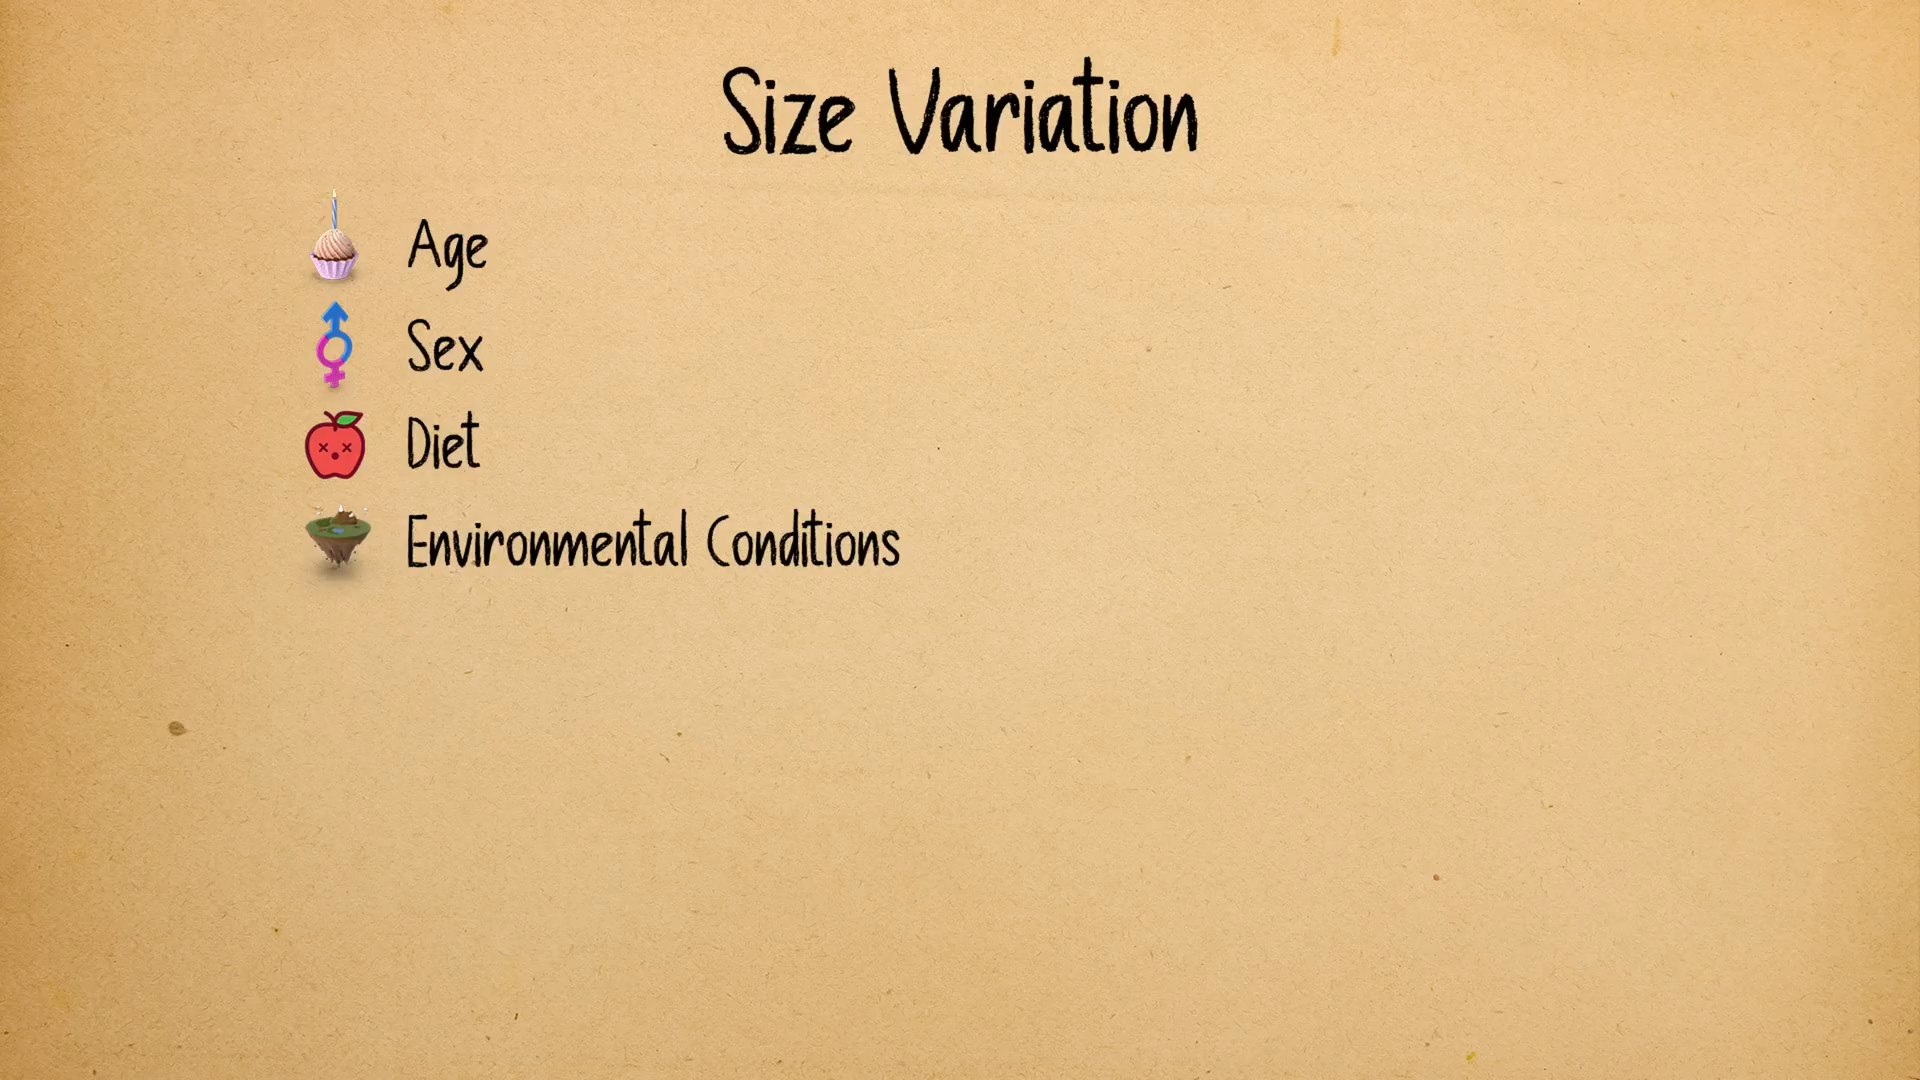 Size Variation
Age
Sex
Diet
Environmental Conditions